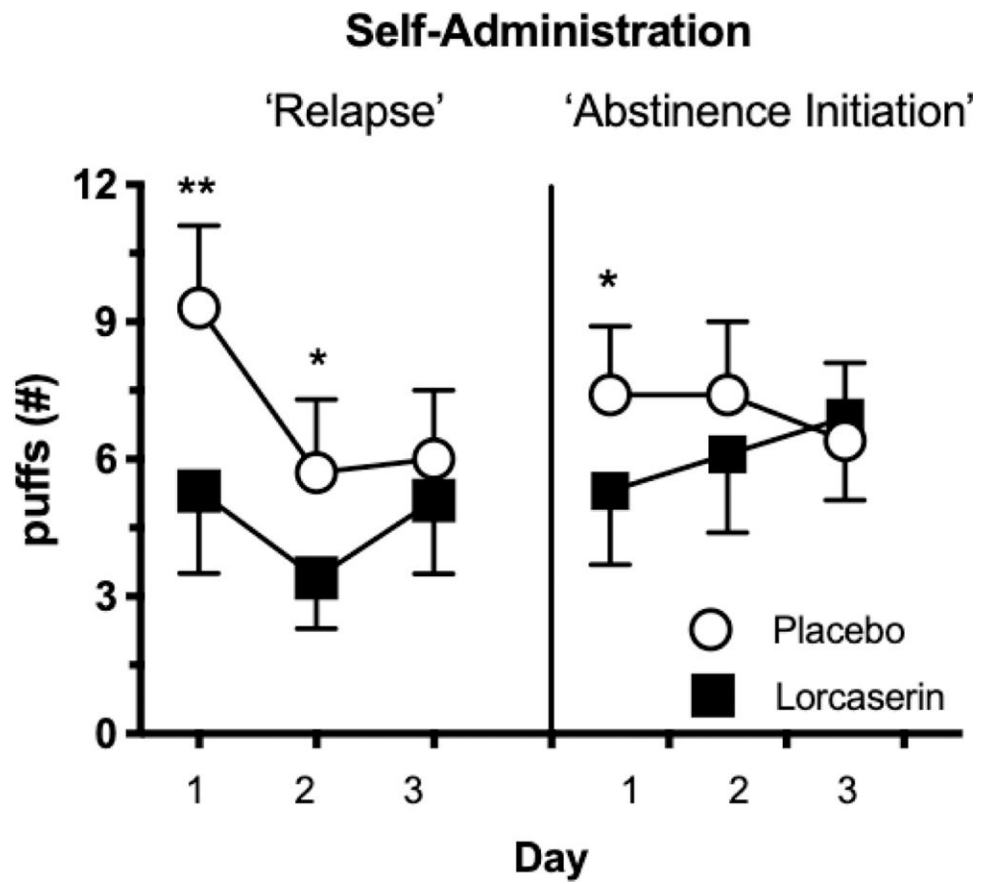 Self-Administration
‘Relapse’ ‘Abstinence Initiation’
12
**
9
*
*
6
3
0
puffs (#)
Placebo
Lorcaserin
1 2 3 1 2 3
Day